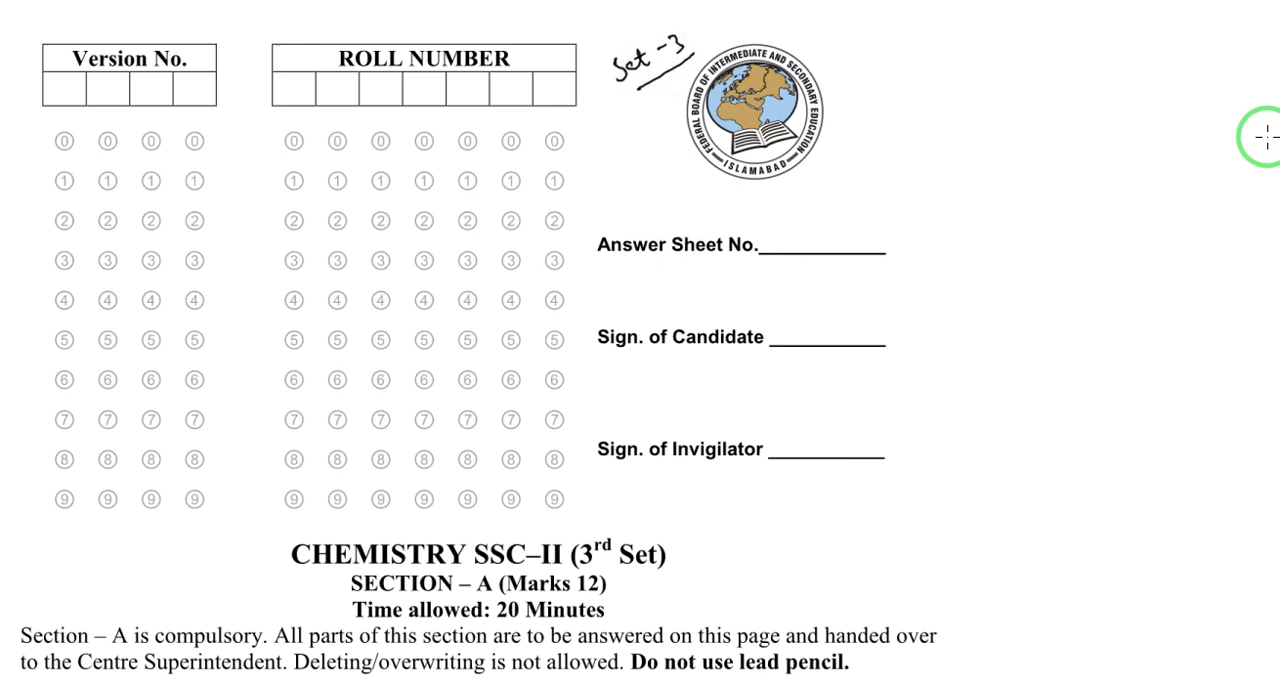 Version No.
ROLL NUMBER
Set -3
FEDERAL BOARD OF INTERMEDIATE AND SECONDARY EDUCATION
ISLAMABAD
0 0 0 0 0 0 0 0 0 0 0
1 1 1 1 1 1 1 1 1 1 1
2 2 2 2 2 2 2 2 2 2 2
3 3 3 3 3 3 3 3 3 3 3
4 4 4 4 4 4 4 4 4 4 4
5 5 5 5 5 5 5 5 5 5 5
6 6 6 6 6 6 6 6 6 6 6
7 7 7 7 7 7 7 7 7 7 7
8 8 8 8 8 8 8 8 8 8 8
9 9 9 9 9 9 9 9 9 9 9
Answer Sheet No.
Sign. of Candidate
Sign. of Invigilator
CHEMISTRY SSC–II (3rd Set)
SECTION – A (Marks 12)
Time allowed: 20 Minutes
Section – A is compulsory. All parts of this section are to be answered on this page and handed over
to the Centre Superintendent. Deleting/overwriting is not allowed. Do not use lead pencil.